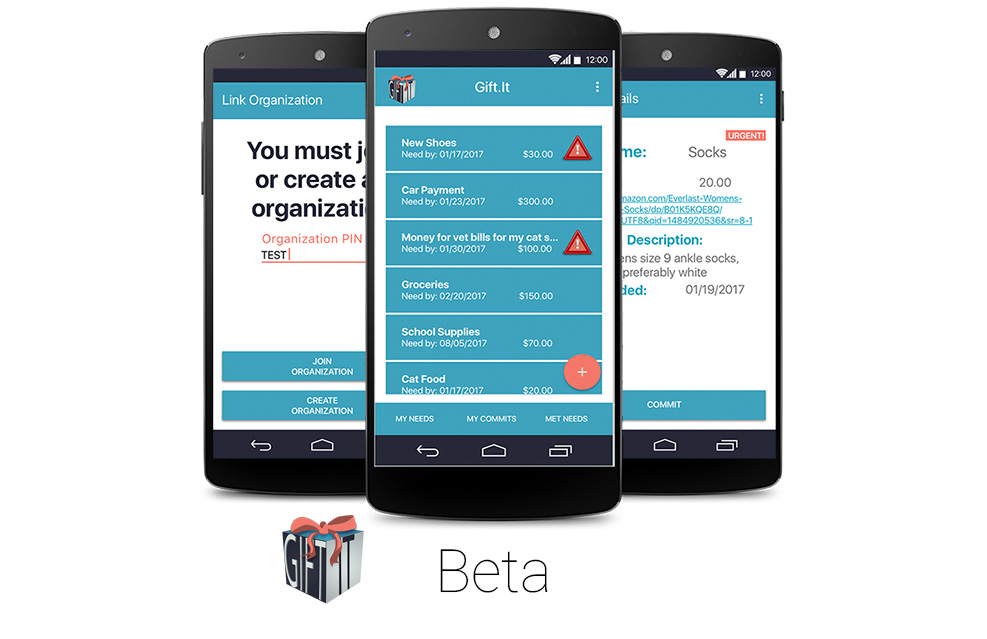 Link Organization
You must j
or create a
organizati
Organization PIN
TEST
JOIN
ORGANIZATION
CREATE
ORGANIZATION
12:00
Gift.It
New Shoes
Need by: 01/17/2017 $30.00
Car Payment
Need by: 01/23/2017 $300.00
Money for vet bills for my cat s...
Need by: 01/30/2017 $100.00
Groceries
Need by: 02/20/2017 $150.00
School Supplies
Need by: 08/05/2017 $70.00
Cat Food
Need by: 01/17/2017 $20.00
+
MY NEEDS MY COMMITS MET NEEDS
12:00
ails
URGENT!
me: Socks
20.00
mazon.com/Everlast-Womens-
-Socks/dp/B01K5KQE8Q/
UTF8&qid=1484920536&sr=8-1
Description:
ens size 9 ankle socks,
preferably white
ded: 01/19/2017
COMMIT
GIFT IT
Beta